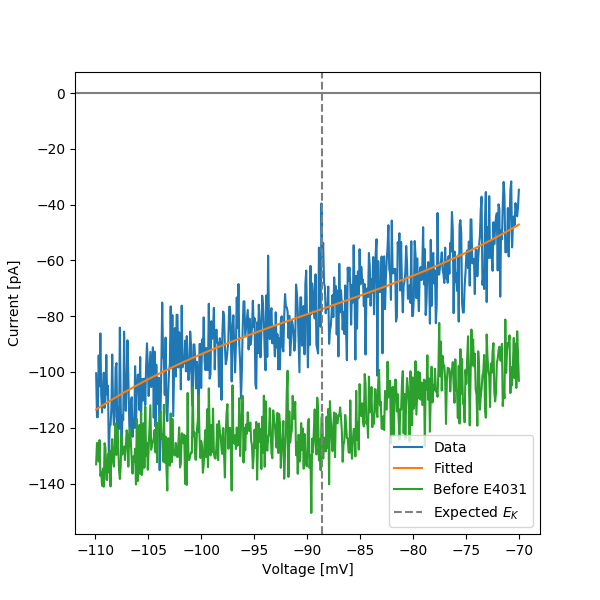 0
−20
−40
−60
−80
−100
−120
−140
Current [pA]
Data
Fitted
Before E4031
Expected E_K
−110
−105
−100
−95
−90
−85
−80
−75
−70
Voltage [mV]